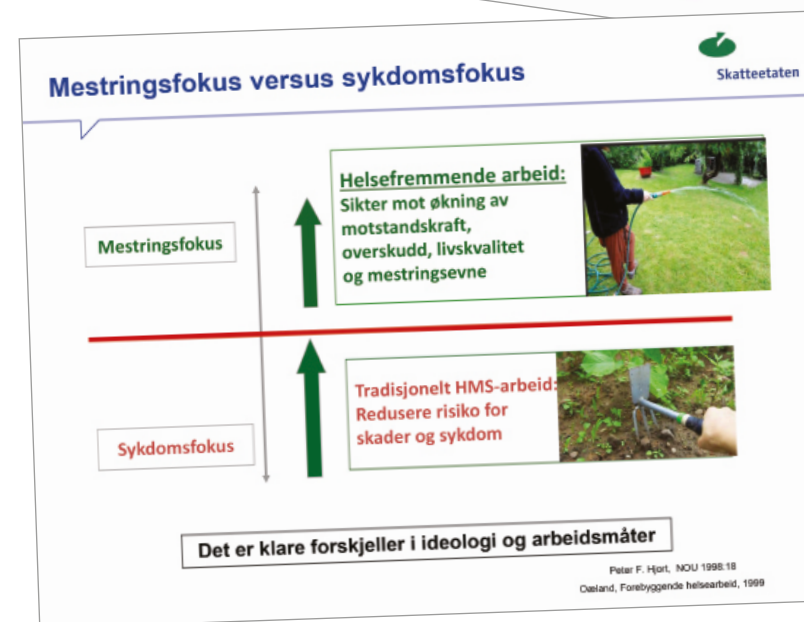 Mestringsfokus versus sykdomsfokus
Skatteetaten
Mestringsfokus
Helsefremmende arbeid:
Sikter mot økning av
motstandskraft,
overskudd, livskvalitet
og mestringsevne
Sykdomsfokus
Tradisjonelt HMS-arbeid:
Redusere risiko for
skader og sykdom
Det er klare forskjeller i ideologi og arbeidsmåter
Peter F. Hjort, NOU 1998:18
Oæland, Forebyggende helsearbeid, 1999